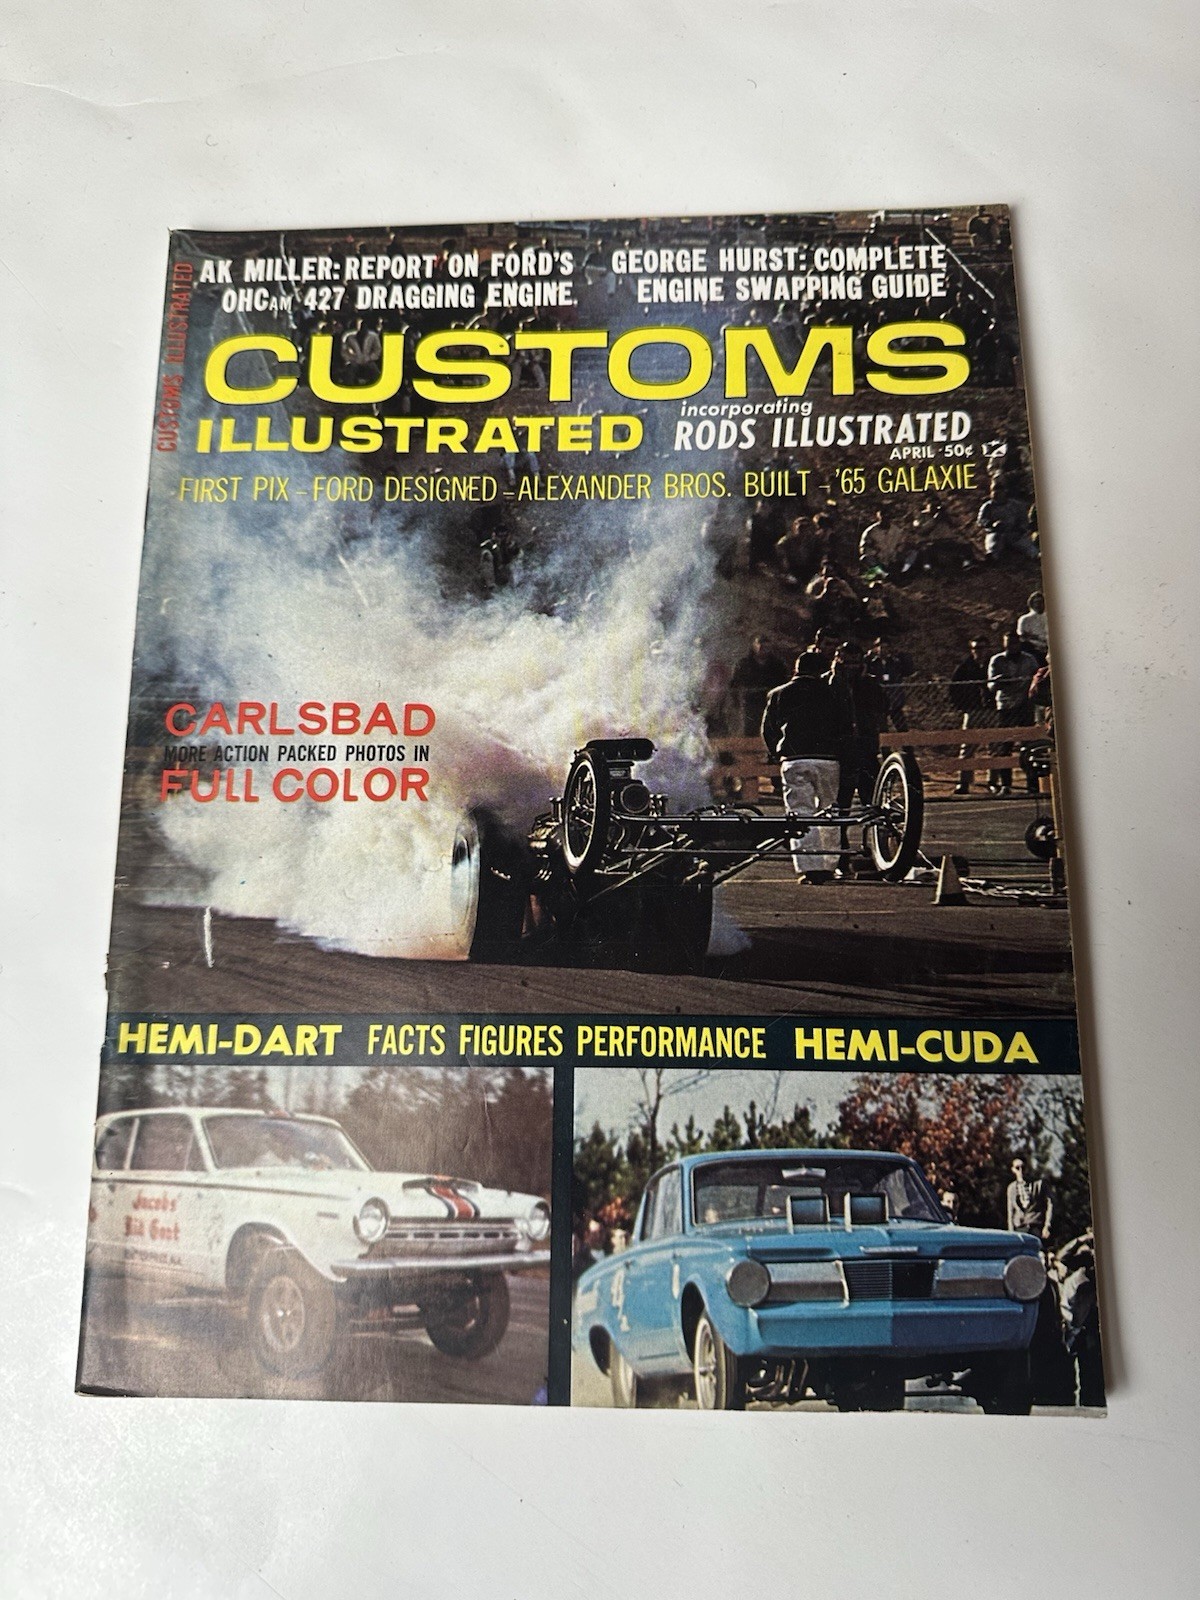 CUSTOMS ILLUSTRATED
AK MILLER: REPORT ON FORD'S
OHCAM 427 DRAGGING ENGINE.
GEORGE HURST: COMPLETE
ENGINE SWAPPING GUIDE
CUSTOMS
ILLUSTRATED
incorporating
RODS ILLUSTRATED
APRIL 50¢
FIRST PIX - FORD DESIGNED - ALEXANDER BROS. BUILT - '65 GALAXIE
CARLSBAD
MORE ACTION PACKED PHOTOS IN
FULL COLOR
HEMI-DART FACTS FIGURES PERFORMANCE HEMI-CUDA
Jacobs'
Kid Goat